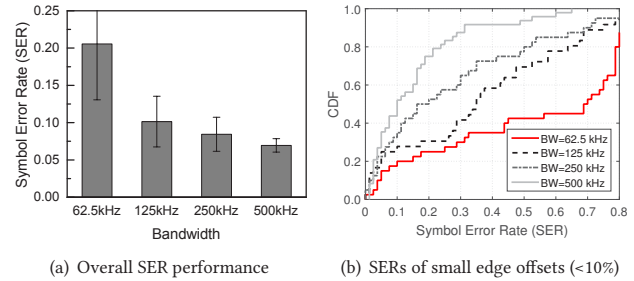 0.25
0.20
0.15
0.10
0.05
0.00
Symbol Error Rate (SER)
62.5kHz 125kHz 250kHz 500kHz
Bandwidth
(a) Overall SER performance
1.0
0.8
0.6
0.4
0.2
0.0
CDF
BW=62.5 kHz
BW=125 kHz
BW=250 kHz
BW=500 kHz
0 0.1 0.2 0.3 0.4 0.5 0.6 0.7 0.8
Symbol Error Rate (SER)
(b) SERs of small edge offsets (<10%)